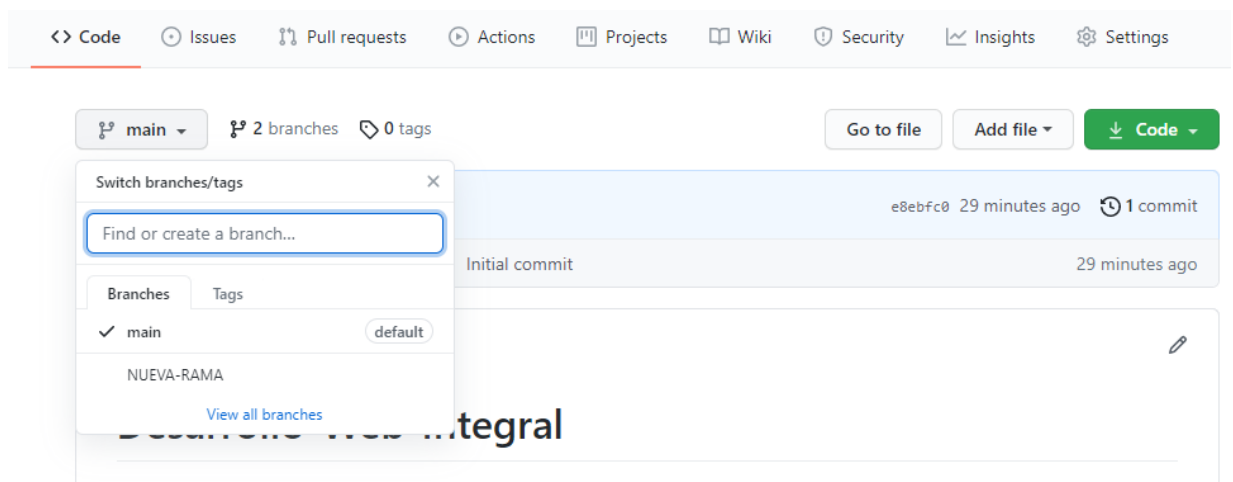 <> Code Issues Pull requests Actions Projects Wiki Security Insights Settings
main 2 branches 0 tags Go to file Add file Code
Switch branches/tags
e8ebfc0 29 minutes ago 1 commit
Find or create a branch...
Initial commit 29 minutes ago
Branches Tags
main default
NUEVA-RAMA
View all branches
tegral